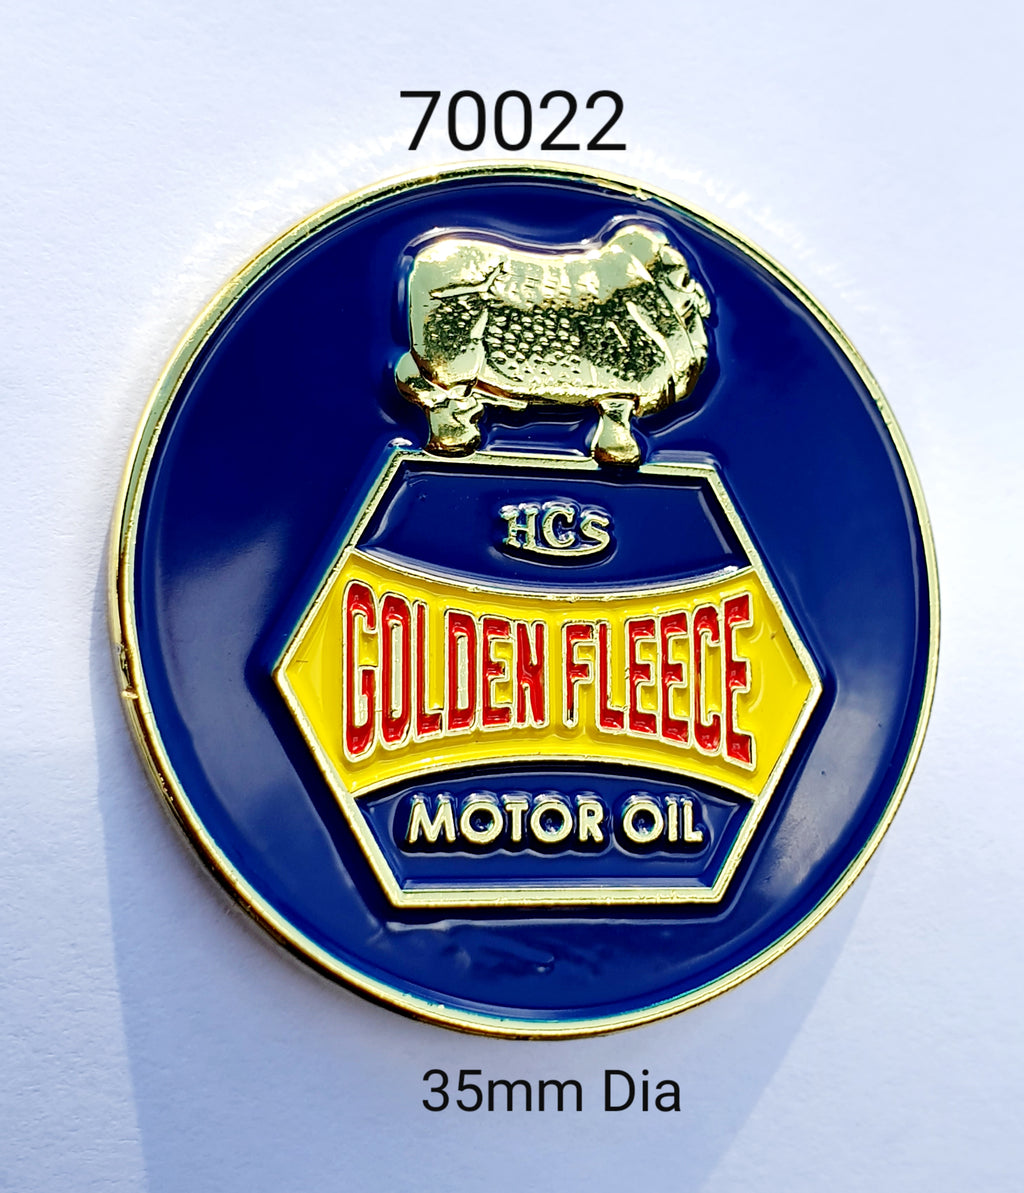 70022
HCS
GOLDEN FLEECE
MOTOR OIL
35mm Dia